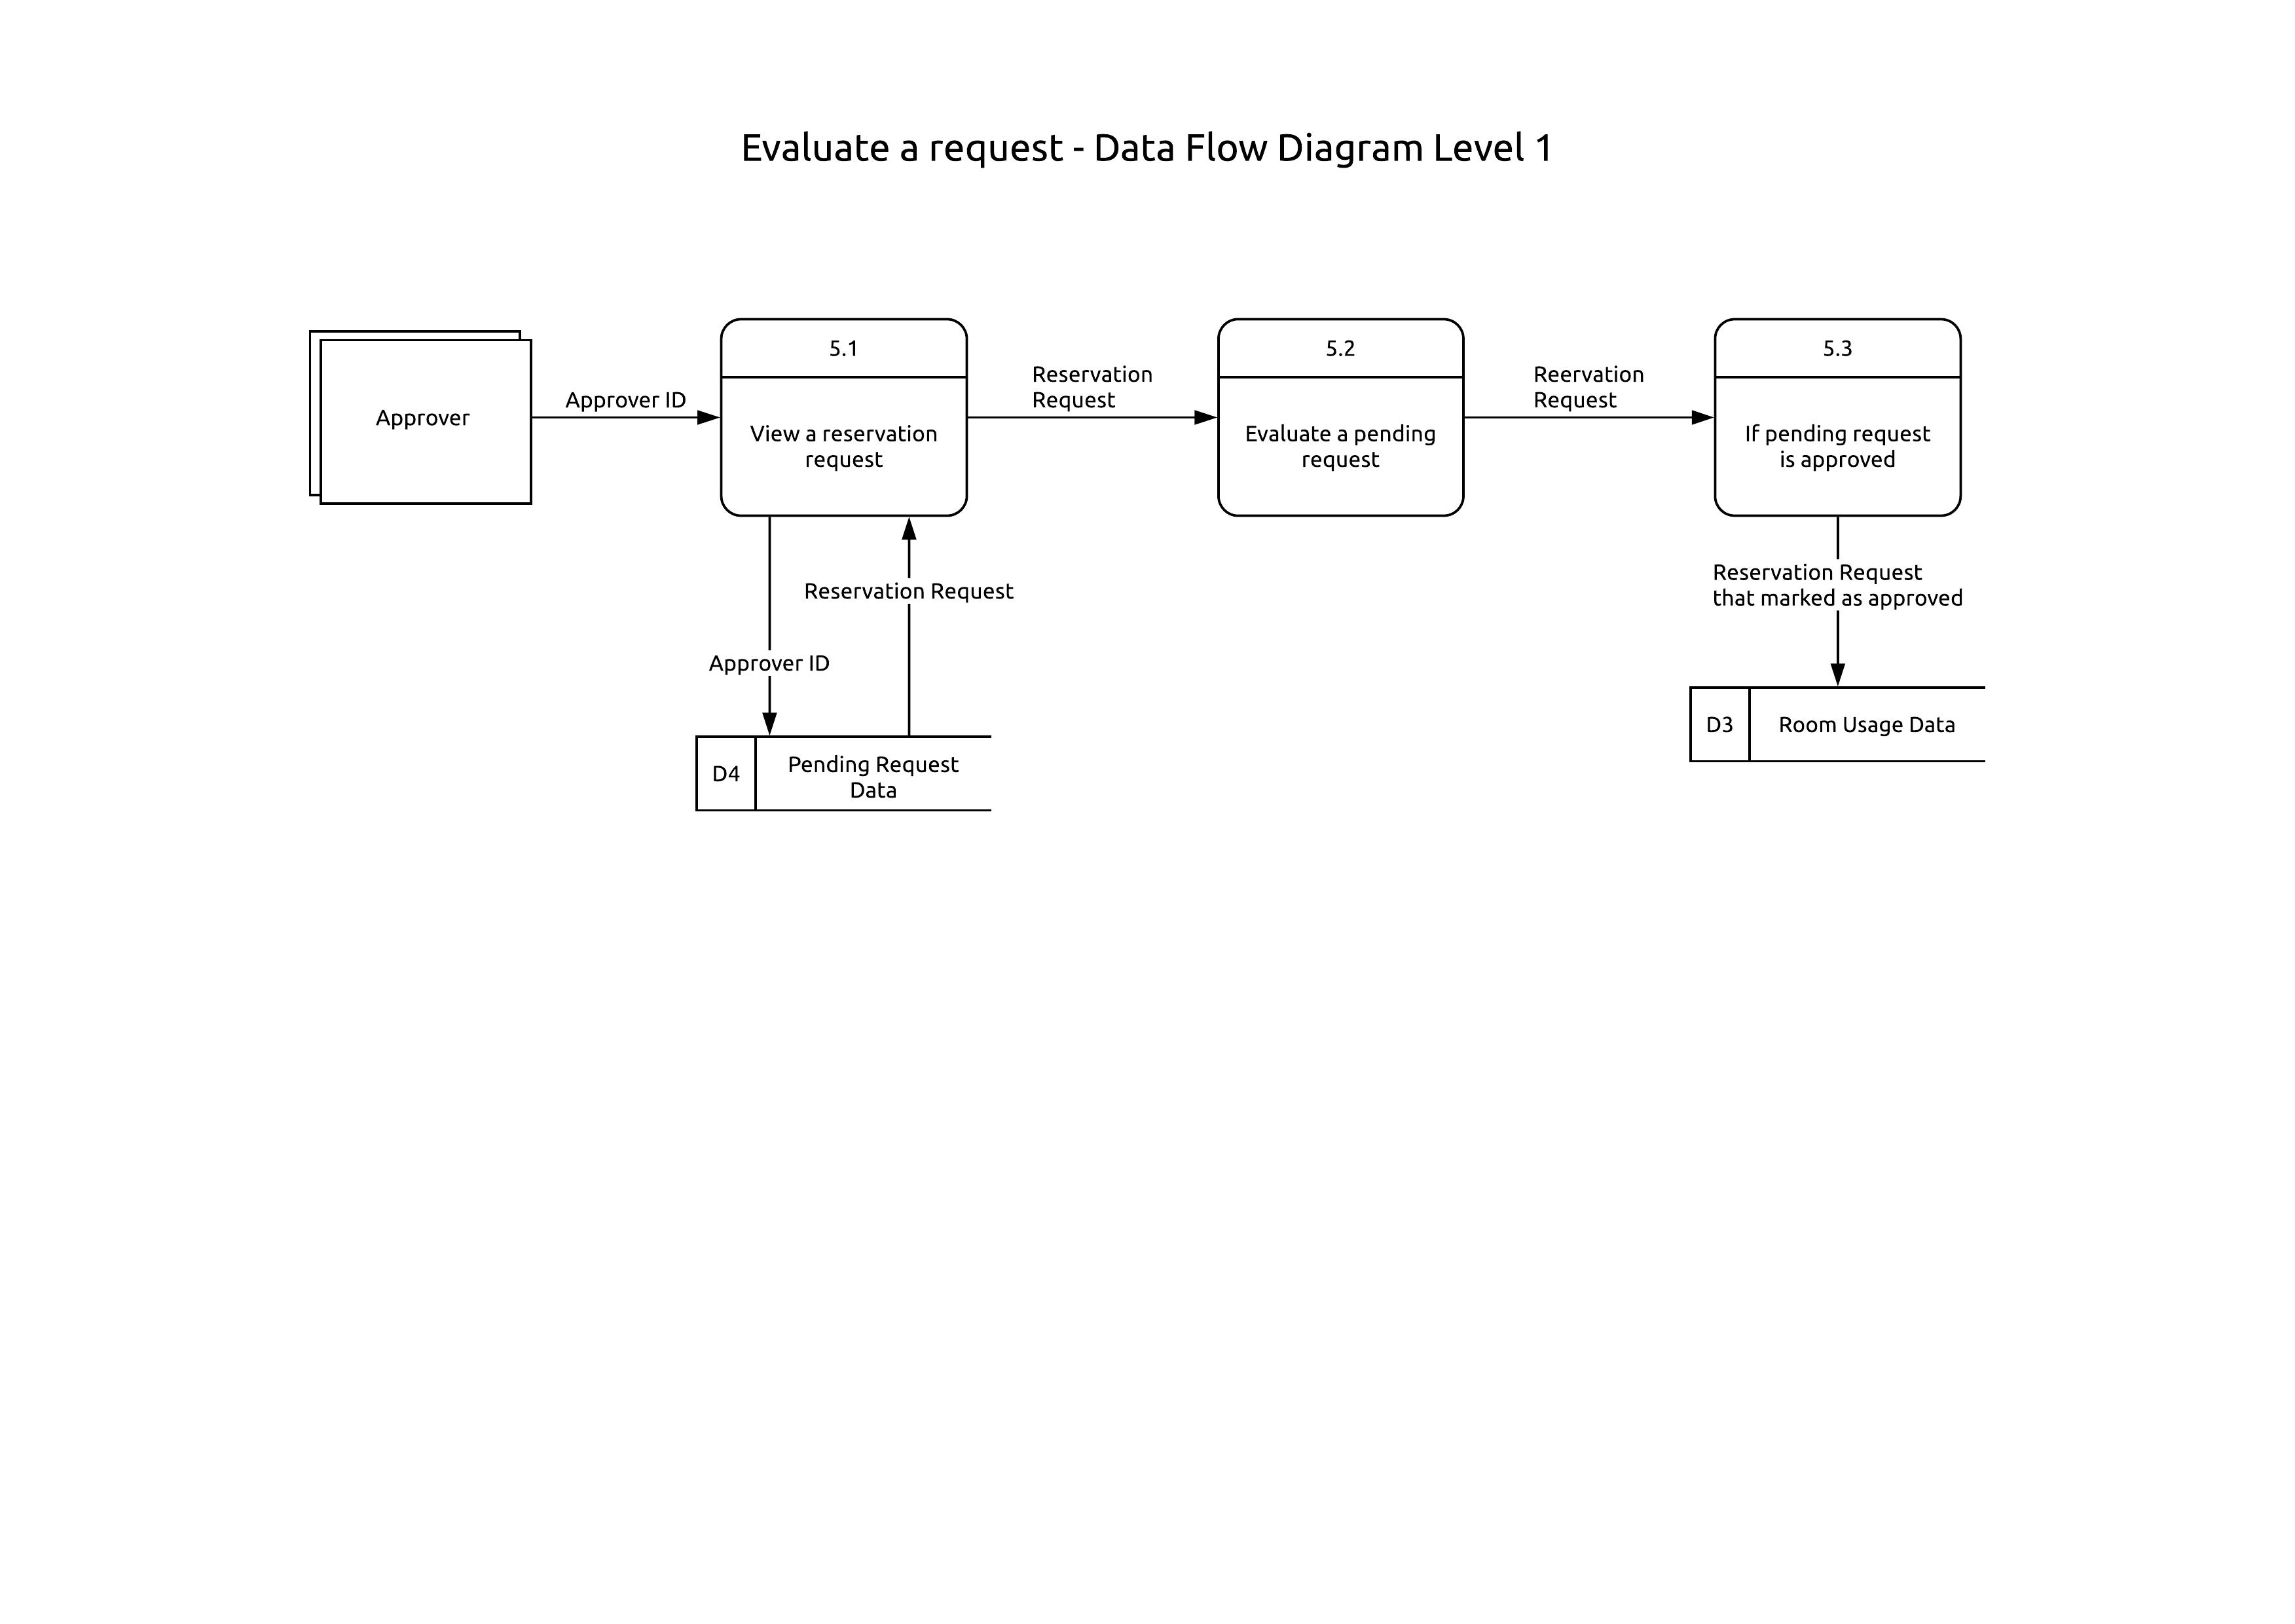 Evaluate a request - Data Flow Diagram Level 1
Approver
Approver ID
5.1
View a reservation
request
Reservation
Request
5.2
Evaluate a pending
request
Reervation
Request
5.3
If pending request
is approved
Reservation Request
Approver ID
D4
Pending Request
Data
Reservation Request
that marked as approved
D3
Room Usage Data